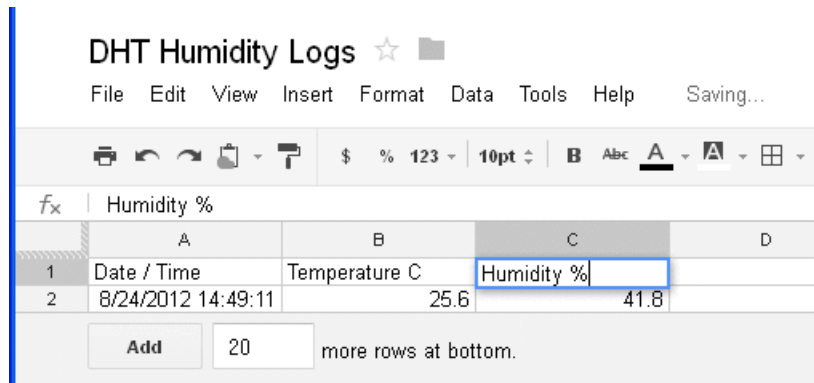 DHT Humidity Logs
File Edit View Insert Format Data Tools Help Saving...
$ % 123 10pt B Abc A A
fx Humidity %
A B C D
1 Date / Time Temperature C Humidity %
2 8/24/2012 14:49:11 25.6 41.8
Add 20 more rows at bottom.